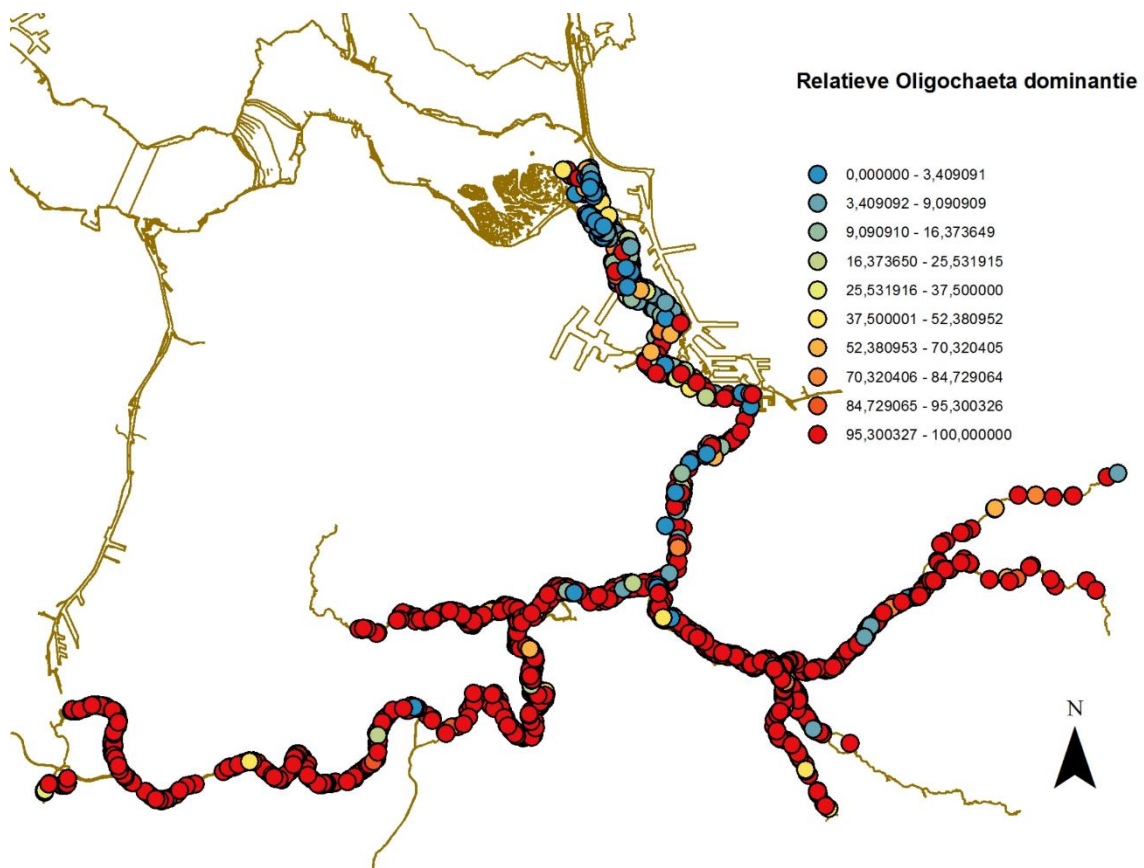 Relatieve Oligochaeta dominantie
0,000000 - 3,409091
3,409092 - 9,090909
9,090910 - 16,373649
16,373650 - 25,531915
25,531916 - 37,500000
37,500001 - 52,380952
52,380953 - 70,320405
70,320406 - 84,729064
84,729065 - 95,300326
95,300327 - 100,000000
N